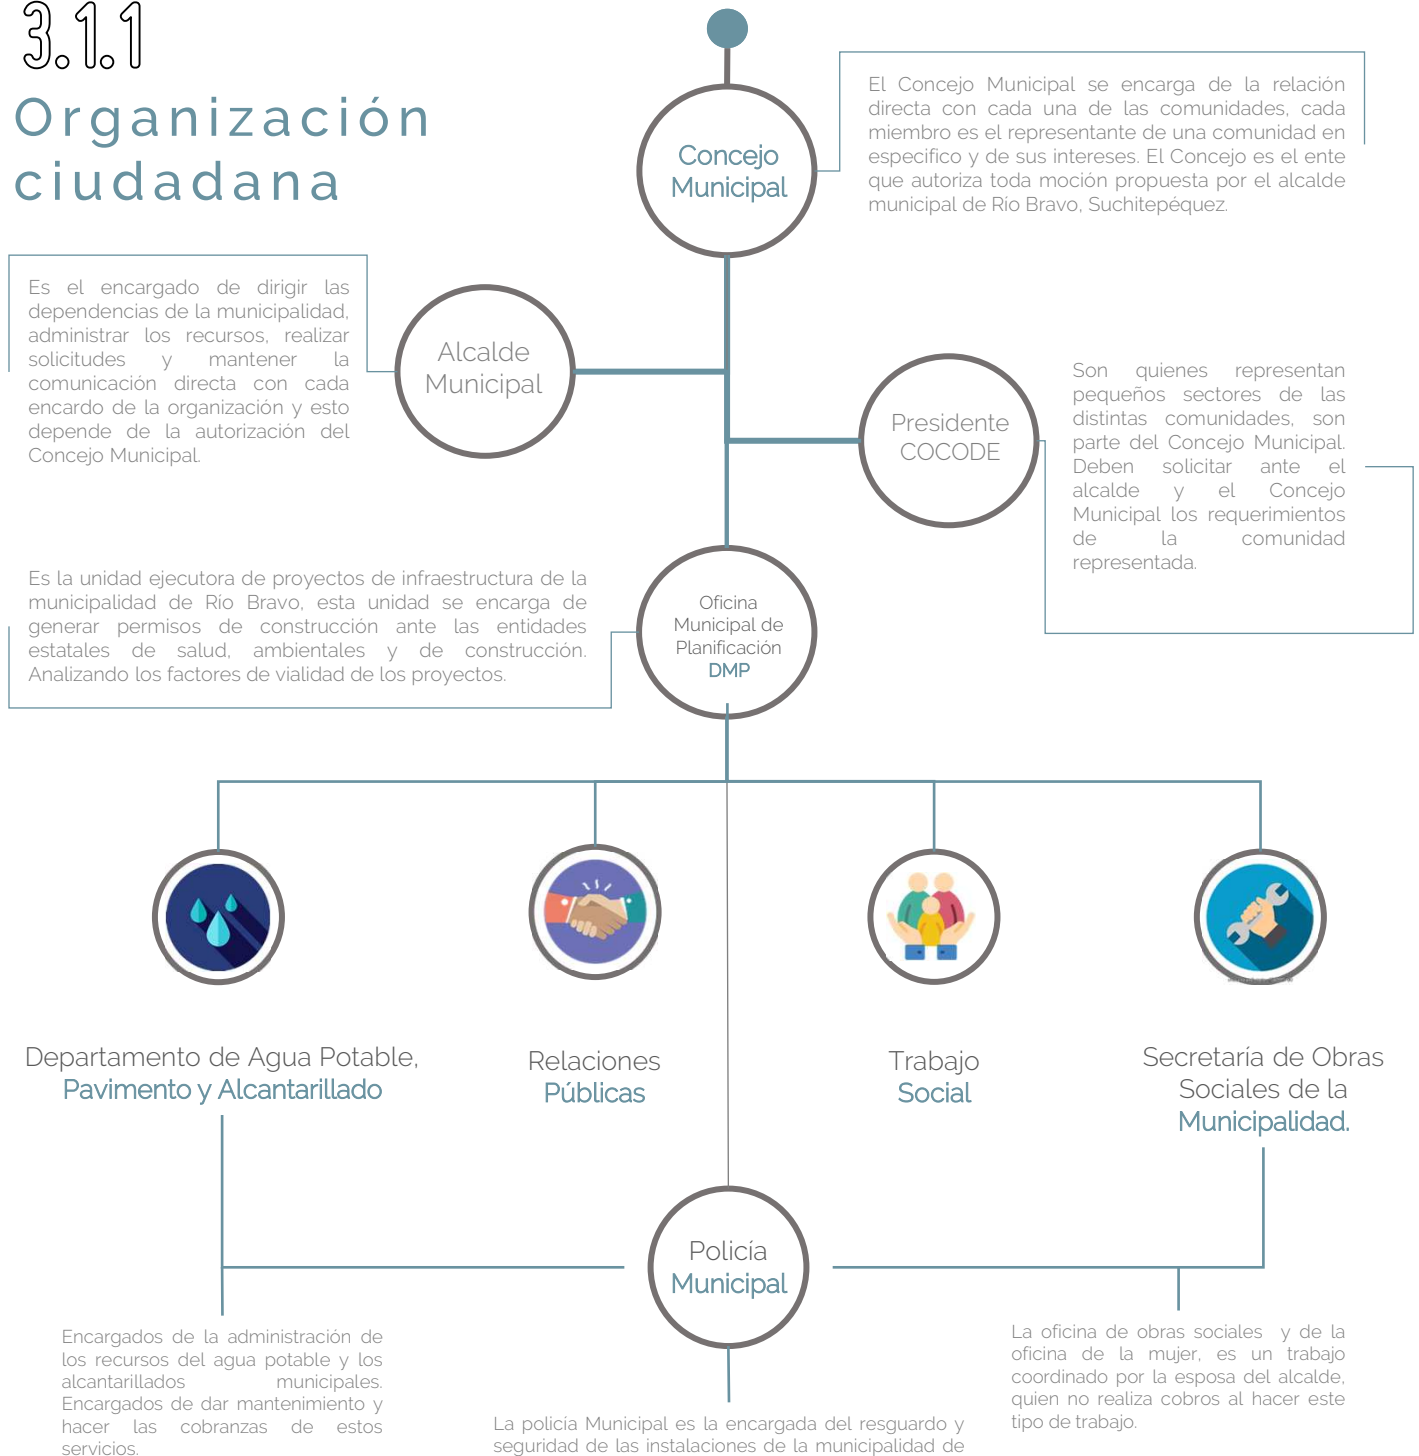 3.1.1
Organización
ciudadana
Concejo
Municipal
El Concejo Municipal se encarga de la relación
directa con cada una de las comunidades, cada
miembro es el representante de una comunidad en
especifico y de sus intereses. El Concejo es el ente
que autoriza toda moción propuesta por el alcalde
municipal de Río Bravo, Suchitepéquez.
Es el encargado de dirigir las
dependencias de la municipalidad,
administrar los recursos, realizar
solicitudes y mantener la
comunicación directa con cada
encardo de la organización y esto
depende de la autorización del
Concejo Municipal.
Alcalde
Municipal
Presidente
COCODE
Son quienes representan
pequeños sectores de las
distintas comunidades, son
parte del Concejo Municipal.
Deben solicitar ante el
alcalde y el Concejo
Municipal los requerimientos
de la comunidad
representada.
Es la unidad ejecutora de proyectos de infraestructura de la
municipalidad de Río Bravo, esta unidad se encarga de
generar permisos de construcción ante las entidades
estatales de salud, ambientales y de construcción.
Analizando los factores de vialidad de los proyectos.
Oficina
Municipal de
Planificación
DMP
Departamento de Agua Potable,
Pavimento y Alcantarillado
Relaciones
Públicas
Trabajo
Social
Secretaría de Obras
Sociales de la
Municipalidad.
Policía
Municipal
Encargados de la administración de
los recursos del agua potable y los
alcantarillados municipales.
Encargados de dar mantenimiento y
hacer las cobranzas de estos
servicios.
La policía Municipal es la encargada del resguardo y
seguridad de las instalaciones de la municipalidad de
La oficina de obras sociales y de la
oficina de la mujer, es un trabajo
coordinado por la esposa del alcalde,
quien no realiza cobros al hacer este
tipo de trabajo.